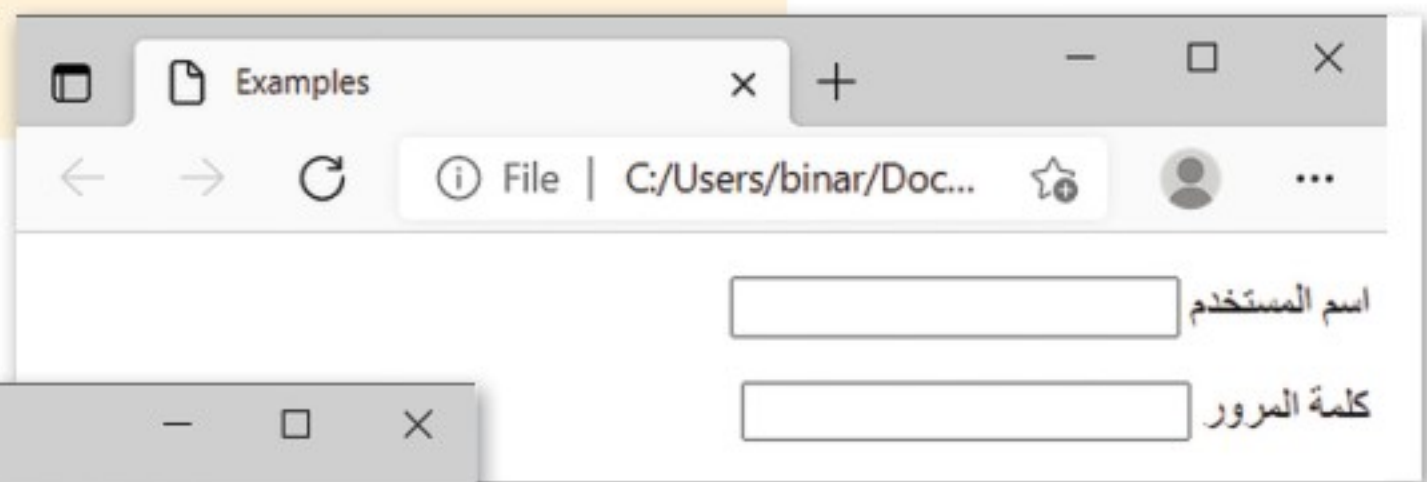 Examples
File | C:/Users/binar/Doc...
اسم المستخدم
كلمة المرور